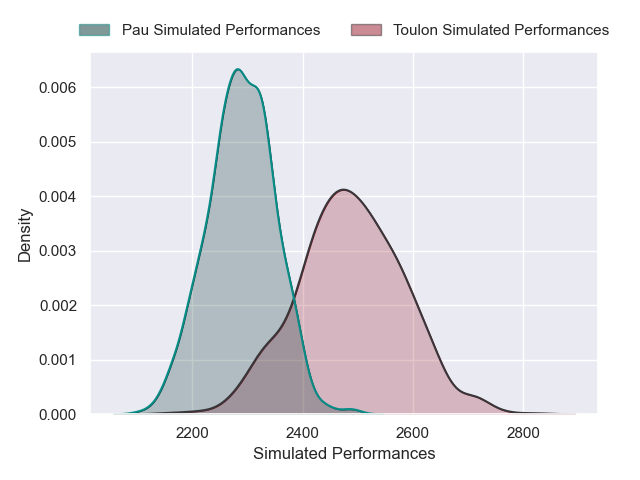 Pau Simulated Performances
Toulon Simulated Performances
0.006
0.005
0.004
0.003
0.002
0.001
0.000
Density
2200
2400
2600
2800
Simulated Performances